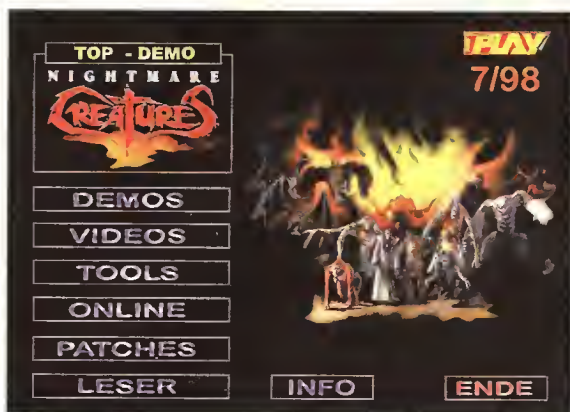 TOP - DEMO
NIGHTMARE
CREATURES
DEMOS
VIDEOS
TOOLS
ONLINE
PATCHES
LESER
PLAY
7/98
INFO
ENDE